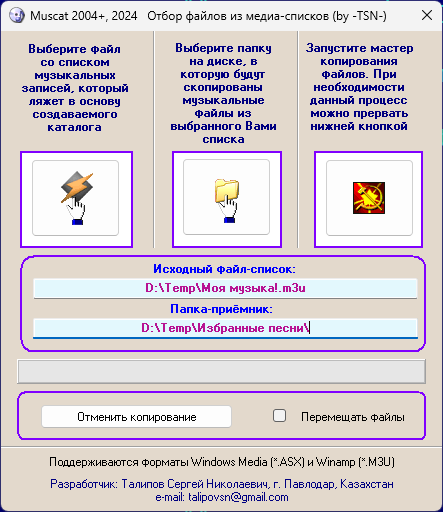 Muscat 2004+, 2024 Отбор файлов из медиа-списков (by -TSN-)
Выберите файл
со списком
музыкальных
записей, который
ляжет в основу
создаваемого
каталога
Выберите папку
на диске, в
которую будут
скопированы
музыкальные
файлы из
выбранного Вами
списка
Запустите мастер
копирования
файлов. При
необходимости
данный процесс
можно прервать
нижней кнопкой
Исходный файл-список:
D:\Temp\Моя музыка!.m3u
Папка-приёмник:
D:\Temp\Избранные песни\
Отменить копирование
Перемещать файлы
Поддерживаются форматы Windows Media (*.ASX) и Winamp (*.M3U)
Разработчик: Талипов Сергей Николаевич, г. Павлодар, Казахстан
e-mail: talipovsn@gmail.com